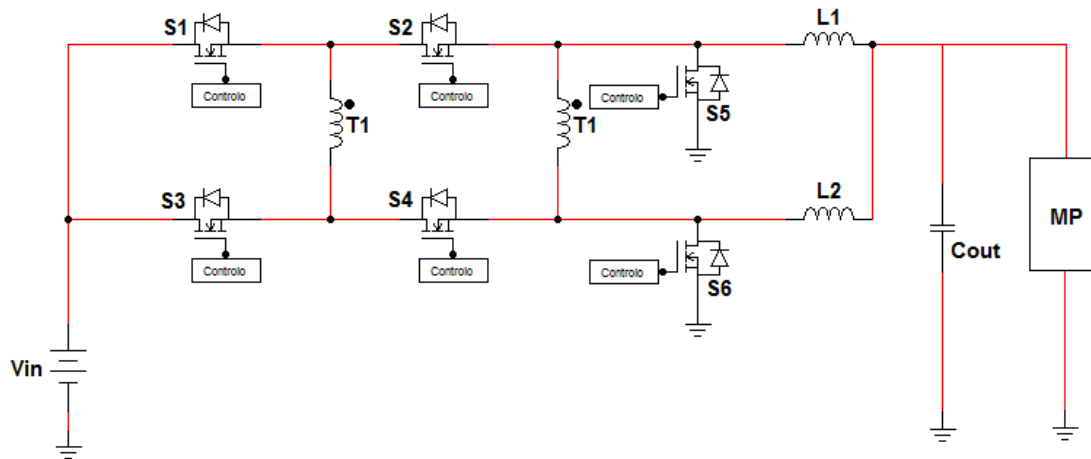 S1
S2
L1
Controlo
Controlo
Controlo
T1
T1
S5
S3
S4
L2
MP
Controlo
Controlo
Controlo
S6
Cout
Vin